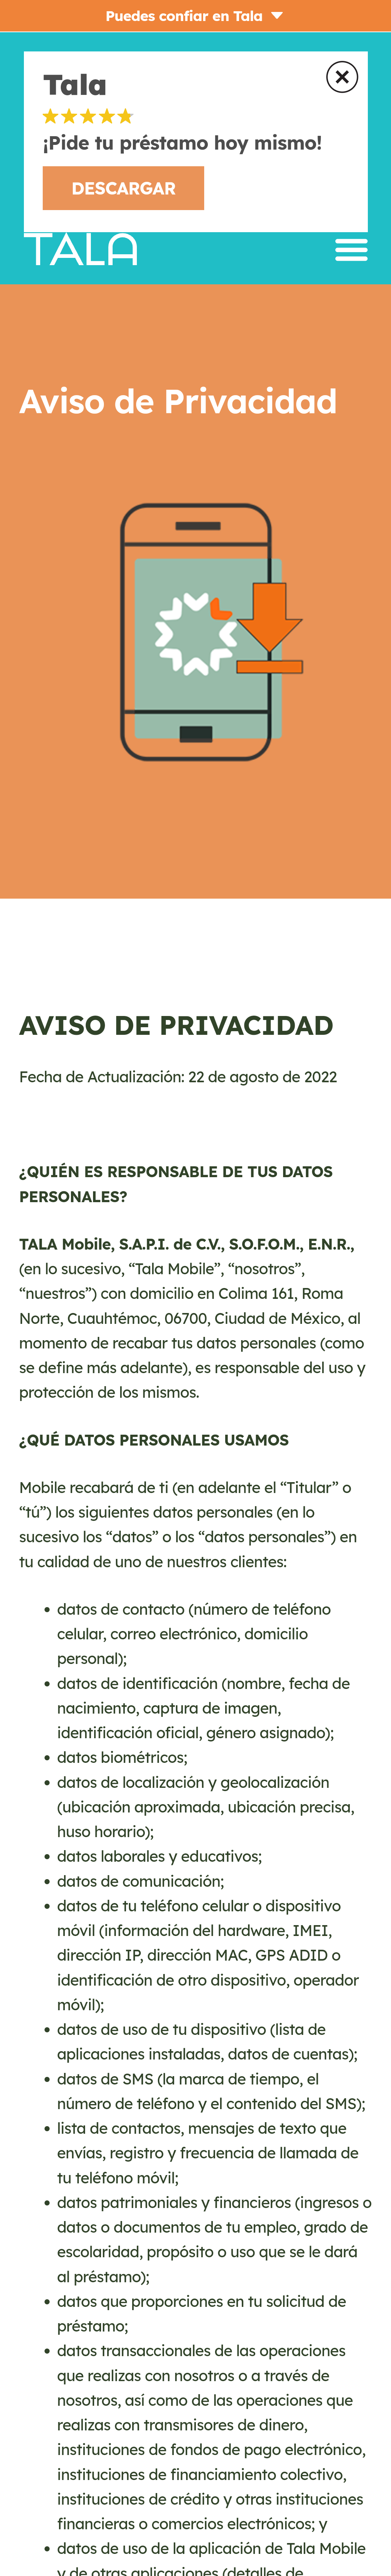 Puedes confiar en Tala
Tala
¡Pide tu préstamo hoy mismo!
DESCARGAR
TALA
Aviso de Privacidad
AVISO DE PRIVACIDAD
Fecha de Actualización: 22 de agosto de 2022
¿QUIÉN ES RESPONSABLE DE TUS DATOS
PERSONALES?
TALA Mobile, S.A.P.I. de C.V., S.O.F.O.M., E.N.R.,
(en lo sucesivo, “Tala Mobile”, “nosotros”,
“nuestros”) con domicilio en Colima 161, Roma
Norte, Cuauhtémoc, 06700, Ciudad de México, al
momento de recabar tus datos personales (como
se define más adelante), es responsable del uso y
protección de los mismos.
¿QUÉ DATOS PERSONALES USAMOS
Mobile recabará de ti (en adelante el “Titular” o
“tú”) los siguientes datos personales (en lo
sucesivo los “datos” o los “datos personales”) en
tu calidad de uno de nuestros clientes:
• datos de contacto (número de teléfono
celular, correo electrónico, domicilio
personal);
• datos de identificación (nombre, fecha de
nacimiento, captura de imagen,
identificación oficial, género asignado);
• datos biométricos;
• datos de localización y geolocalización
(ubicación aproximada, ubicación precisa,
huso horario);
• datos laborales y educativos;
• datos de comunicación;
• datos de tu teléfono celular o dispositivo
móvil (información del hardware, IMEI,
dirección IP, dirección MAC, GPS ADID o
identificación de otro dispositivo, operador
móvil);
• datos de uso de tu dispositivo (lista de
aplicaciones instaladas, datos de cuentas);
• datos de SMS (la marca de tiempo, el
número de teléfono y el contenido del SMS);
• lista de contactos, mensajes de texto que
envías, registro y frecuencia de llamada de
tu teléfono móvil;
• datos patrimoniales y financieros (ingresos o
datos o documentos de tu empleo, grado de
escolaridad, propósito o uso que se le dará
al préstamo);
• datos que proporciones en tu solicitud de
préstamo;
• datos transaccionales de las operaciones
que realizas con nosotros o a través de
nosotros, así como de las operaciones que
realizas con transmisores de dinero,
instituciones de fondos de pago electrónico,
instituciones de financiamiento colectivo,
instituciones de crédito y otras instituciones
financieras o comercios electrónicos; y
• datos de uso de la aplicación de Tala Mobile
y de otras aplicaciones (detalles de